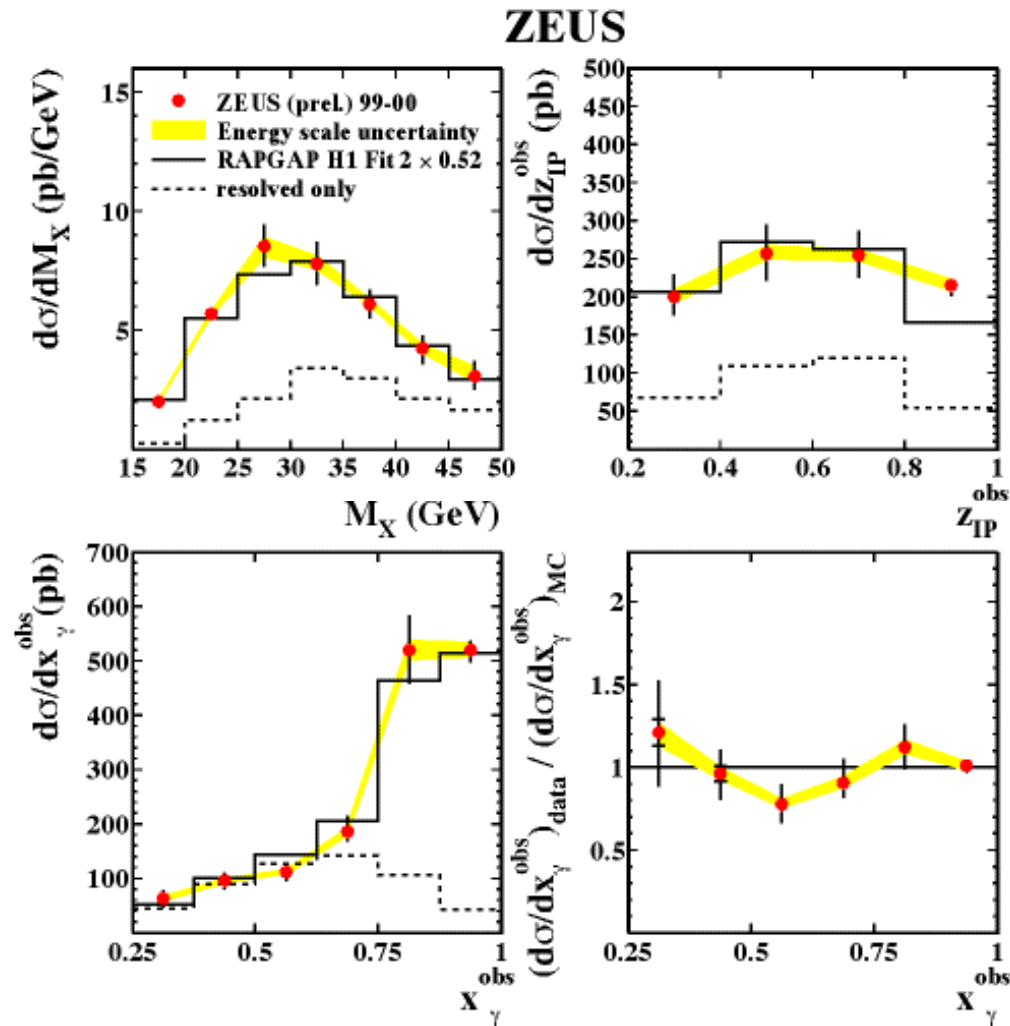 ZEUS
dσ/dM_X (pb/GeV)
15
10
5
ZEUS (prel.) 99-00
Energy scale uncertainty
RAPGAP H1 Fit 2 × 0.52
resolved only
15 20 25 30 35 40 45 50
M_X (GeV)
dσ/dz_IP^obs (pb)
500
450
400
350
300
250
200
150
100
50
0.2 0.4 0.6 0.8 1
z_IP^obs
dσ/dx_γ^obs (pb)
700
600
500
400
300
200
100
0.25 0.5 0.75 1
x_γ^obs
(dσ/dx_γ^obs)_data / (dσ/dx_γ^obs)_MC
2
1.5
1
0.5
0.25 0.5 0.75 1
x_γ^obs